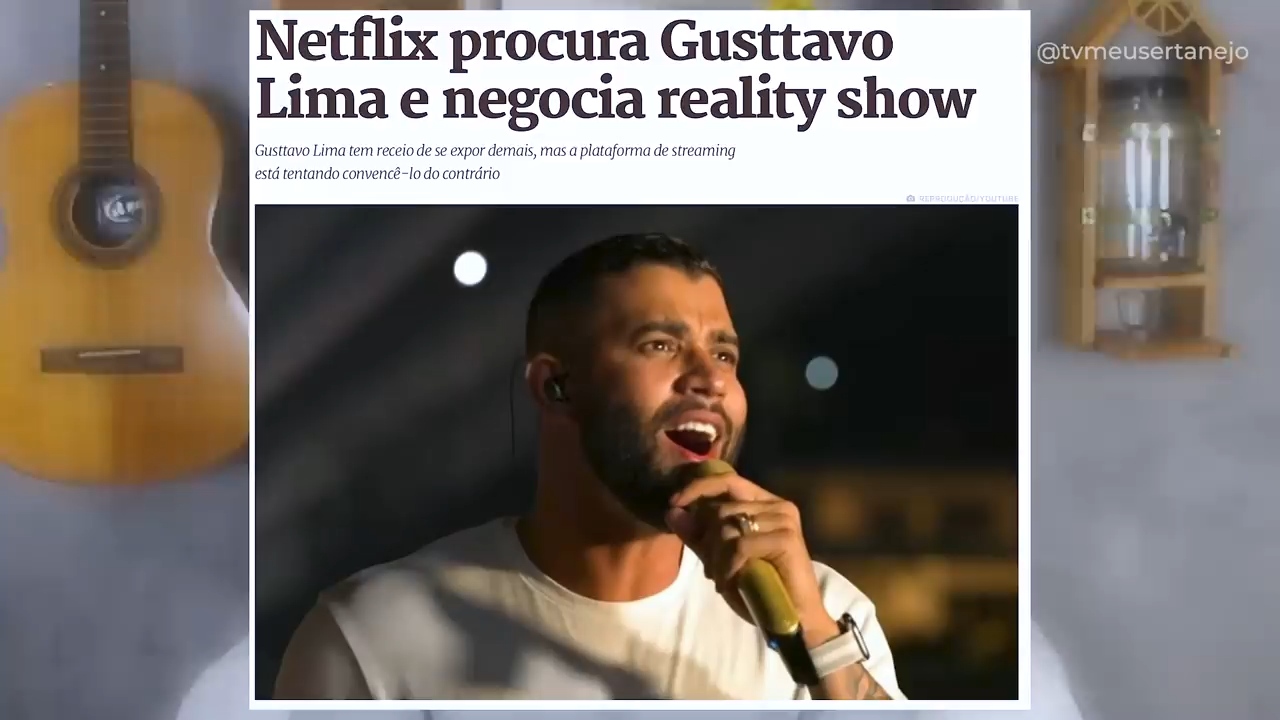 Netflix procura Gusttavo
Lima e negocia reality show
@tvmeusertanejo
Gusttavo Lima tem receio de se expor demais, mas a plataforma de streaming
está tentando convencê-lo do contrário
REPRODUÇÃO/YOUTUBE